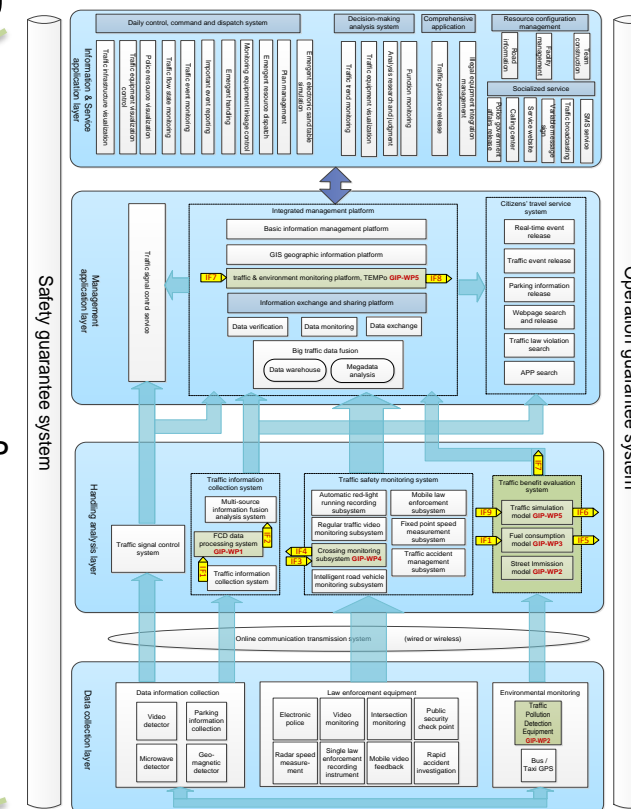 Safety guarantee system
Operation guarantee system
Information & Service
application layer
Daily control, command and dispatch system
Traffic infrastructure visualization
Traffic equipment visualization
control
Police resource visualization
Traffic flow state monitoring
Traffic event monitoring
Important event reporting
Emergent handling
Monitoring equipment linkage control
Emergent resource dispatch
Plan management
Emergent electronic sand table
simulation
Decision-making
analysis system
Traffic trend monitoring
Traffic equipment visualization
Analysis research and judgment
Function monitoring
Comprehensive
application
Traffic guidance release
Illegal equipment integration
management
Resource configuration
management
Road
information
Facility
management
Team
construction
Socialized service
Police government
affairs release
Calling center
Service website
Variable message
sign
Traffic broadcasting
SMS service
Management
application layer
Traffic signal control service
Integrated management platform
Basic information management platform
GIS geographic information platform
IF7
traffic & environment monitoring platform, TEMPo GIP-WP5
IF8
Information exchange and sharing platform
Data verification
Data monitoring
Data exchange
Big traffic data fusion
Data warehouse
Megadata
analysis
Citizens' travel service
system
Real-time event
release
Traffic event release
Parking information
release
Webpage search
and release
Traffic law violation
search
APP search
Handling analysis layer
Traffic signal control
system
Traffic information
collection system
Multi-source
information fusion
analysis system
IF2
FCD data
processing system
GIP-WP1
IF1
Traffic information
collection system
Traffic safety monitoring system
Automatic red-light
running recording
subsystem
Mobile law
enforcement
subsystem
Regular traffic video
monitoring subsystem
Fixed point speed
measurement
subsystem
IF4
IF3
Crossing monitoring
subsystem GIP-WP4
Traffic accident
management
subsystem
Intelligent road vehicle
monitoring subsystem
IF7
Traffic benefit evaluation
system
IF9
Traffic simulation
model GIP-WP5
IF6
IF1
Fuel consumption
model GIP-WP3
IF5
Street Immission
model GIP-WP2
Online communication transmission system (wired or wireless)
Data collection layer
Data information collection
Video
detector
Parking
information
collection
Microwave
detector
Geo-
magnetic
detector
Law enforcement equipment
Electronic
police
Video
monitoring
Intersection
monitoring
Public
security
check point
Radar speed
measure-
ment
Single law
enforcement
recording
instrument
Mobile video
feedback
Rapid
accident
investigation
Environmental monitoring
Traffic
Pollution
Detection
Equipment
GIP-WP2
Bus /
Taxi GPS